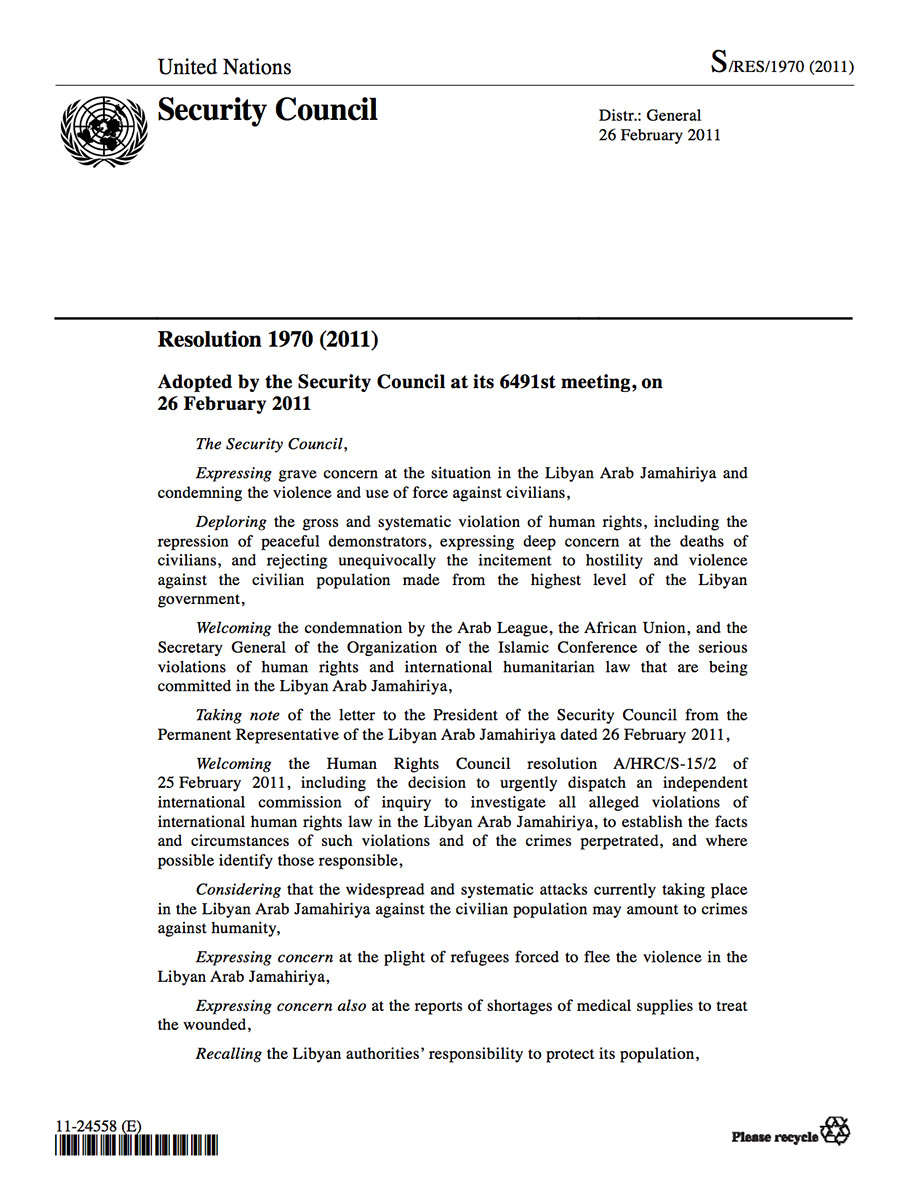 United Nations
S/RES/1970 (2011)
Security Council
Distr.: General
26 February 2011
Resolution 1970 (2011)
Adopted by the Security Council at its 6491st meeting, on
26 February 2011
The Security Council,
Expressing grave concern at the situation in the Libyan Arab Jamahiriya and
condemning the violence and use of force against civilians,
Deploring the gross and systematic violation of human rights, including the
repression of peaceful demonstrators, expressing deep concern at the deaths of
civilians, and rejecting unequivocally the incitement to hostility and violence
against the civilian population made from the highest level of the Libyan
government,
Welcoming the condemnation by the Arab League, the African Union, and the
Secretary General of the Organization of the Islamic Conference of the serious
violations of human rights and international humanitarian law that are being
committed in the Libyan Arab Jamahiriya,
Taking note of the letter to the President of the Security Council from the
Permanent Representative of the Libyan Arab Jamahiriya dated 26 February 2011,
Welcoming the Human Rights Council resolution A/HRC/S-15/2 of
25 February 2011, including the decision to urgently dispatch an independent
international commission of inquiry to investigate all alleged violations of
international human rights law in the Libyan Arab Jamahiriya, to establish the facts
and circumstances of such violations and of the crimes perpetrated, and where
possible identify those responsible,
Considering that the widespread and systematic attacks currently taking place
in the Libyan Arab Jamahiriya against the civilian population may amount to crimes
against humanity,
Expressing concern at the plight of refugees forced to flee the violence in the
Libyan Arab Jamahiriya,
Expressing concern also at the reports of shortages of medical supplies to treat
the wounded,
Recalling the Libyan authorities’ responsibility to protect its population,
11-24558 (E)
Please recycle